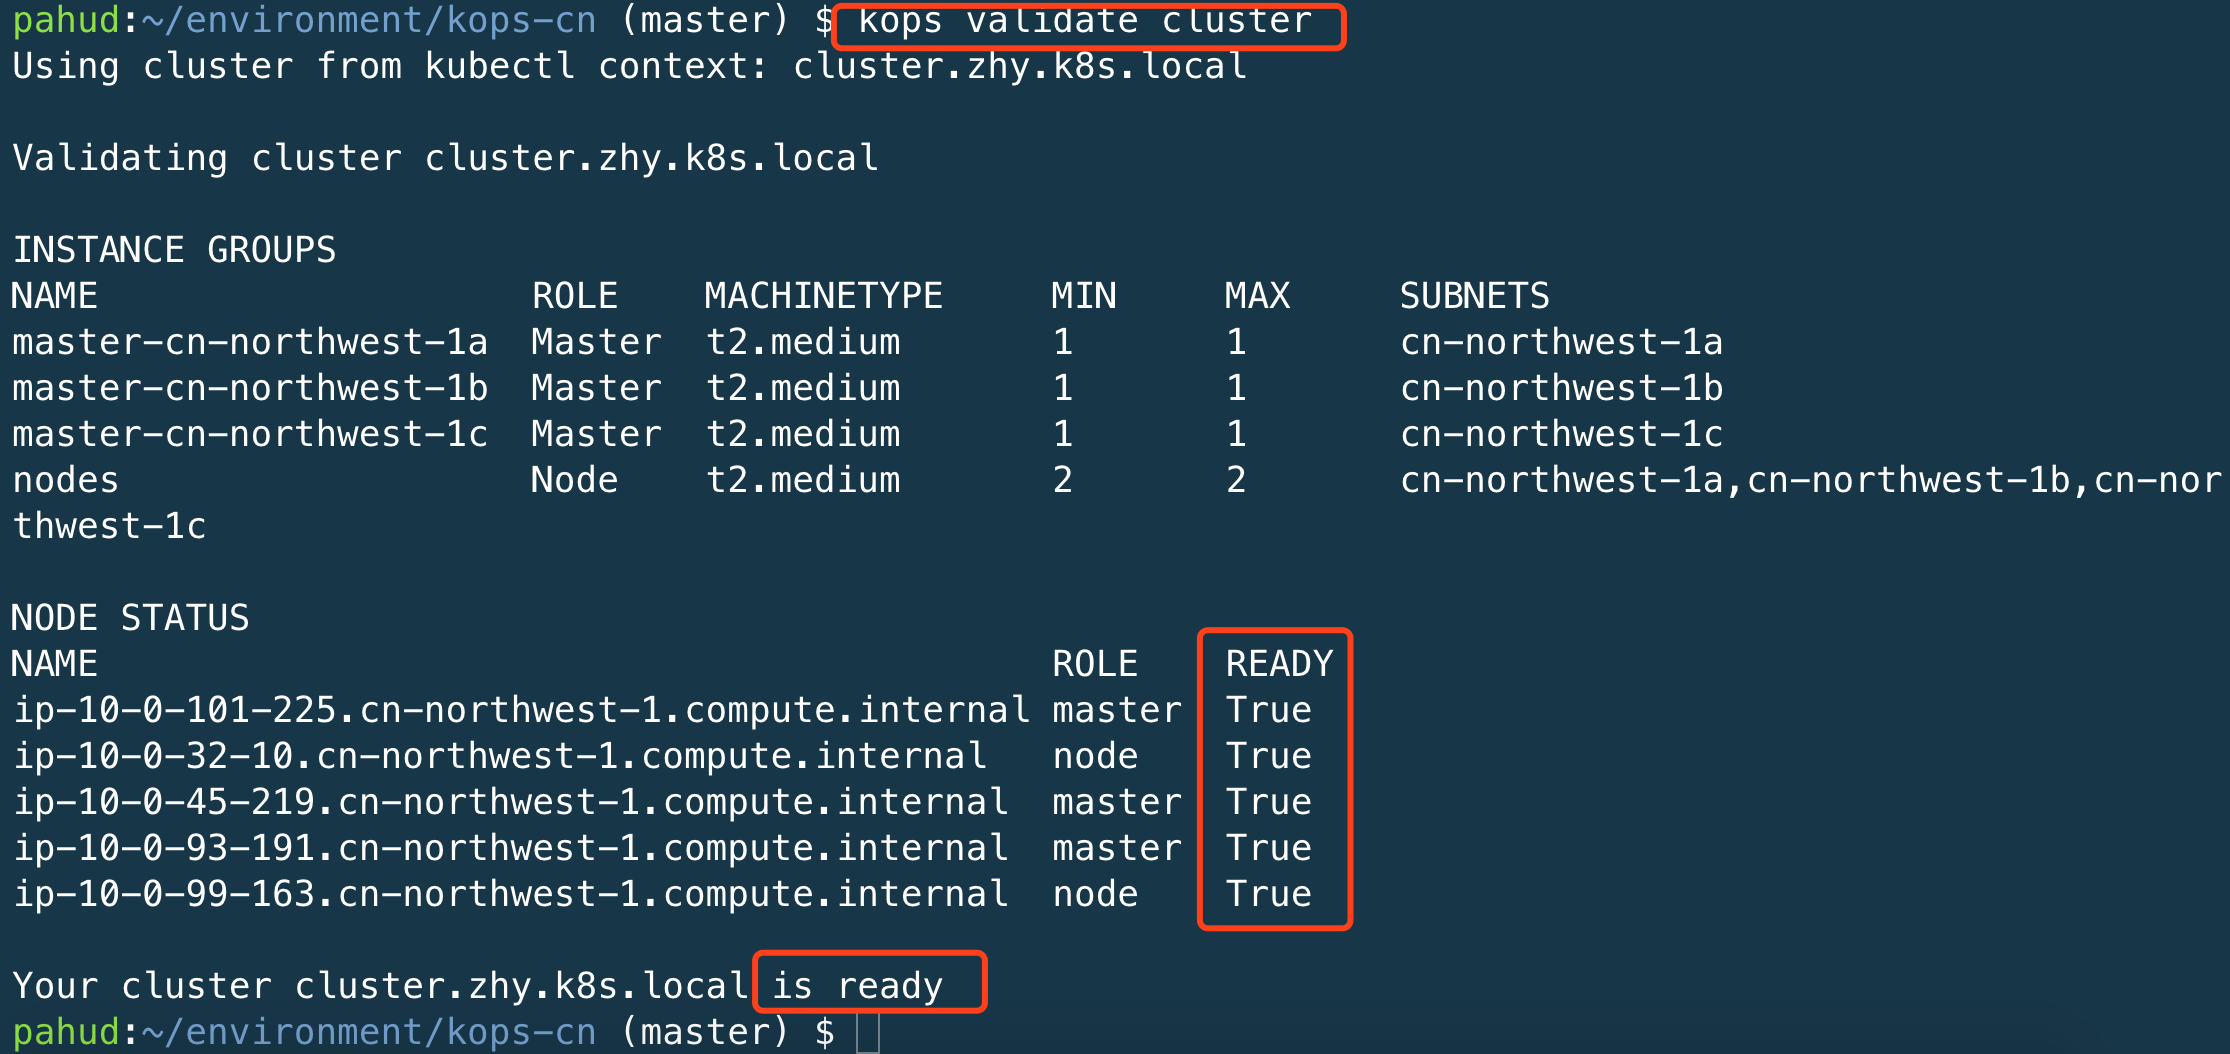 pahud:~/environment/kops-cn (master) $ kops validate cluster
Using cluster from kubectl context: cluster.zhy.k8s.local
Validating cluster cluster.zhy.k8s.local
INSTANCE GROUPS
NAME ROLE MACHINETYPE MIN MAX SUBNETS
master-cn-northwest-1a Master t2.medium 1 1 cn-northwest-1a
master-cn-northwest-1b Master t2.medium 1 1 cn-northwest-1b
master-cn-northwest-1c Master t2.medium 1 1 cn-northwest-1c
nodes Node t2.medium 2 2 cn-northwest-1a,cn-northwest-1b,cn-nor
thwest-1c
NODE STATUS
NAME ROLE READY
ip-10-0-101-225.cn-northwest-1.compute.internal master True
ip-10-0-32-10.cn-northwest-1.compute.internal node True
ip-10-0-45-219.cn-northwest-1.compute.internal master True
ip-10-0-93-191.cn-northwest-1.compute.internal master True
ip-10-0-99-163.cn-northwest-1.compute.internal node True
Your cluster cluster.zhy.k8s.local is ready
pahud:~/environment/kops-cn (master) $